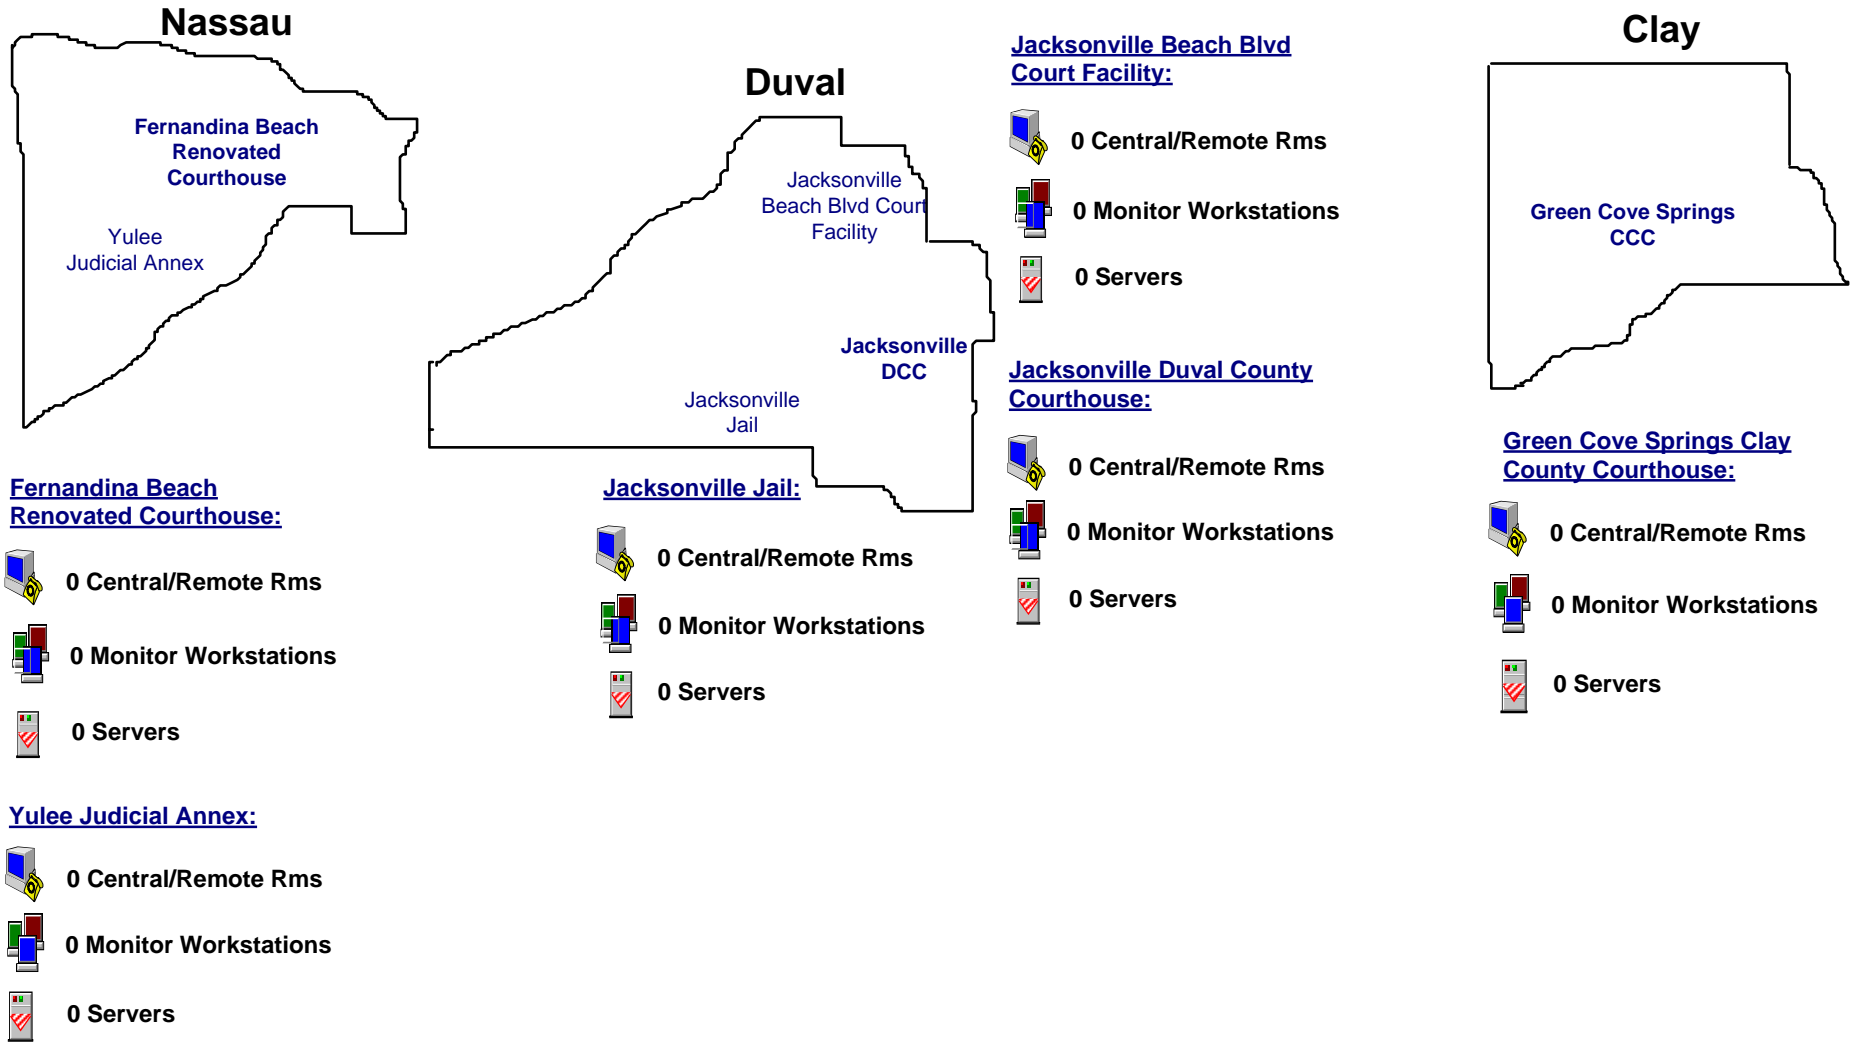 Nassau
Fernandina Beach
Renovated
Courthouse
Yulee
Judicial Annex
Fernandina Beach
Renovated Courthouse:
0 Central/Remote Rms
0 Monitor Workstations
0 Servers
Yulee Judicial Annex:
0 Central/Remote Rms
0 Monitor Workstations
0 Servers
Duval
Jacksonville
Beach Blvd Court
Facility
Jacksonville
DCC
Jacksonville
Jail
Jacksonville Jail:
0 Central/Remote Rms
0 Monitor Workstations
0 Servers
Jacksonville Beach Blvd
Court Facility:
0 Central/Remote Rms
0 Monitor Workstations
0 Servers
Jacksonville Duval County
Courthouse:
0 Central/Remote Rms
0 Monitor Workstations
0 Servers
Clay
Green Cove Springs
CCC
Green Cove Springs Clay
County Courthouse:
0 Central/Remote Rms
0 Monitor Workstations
0 Servers